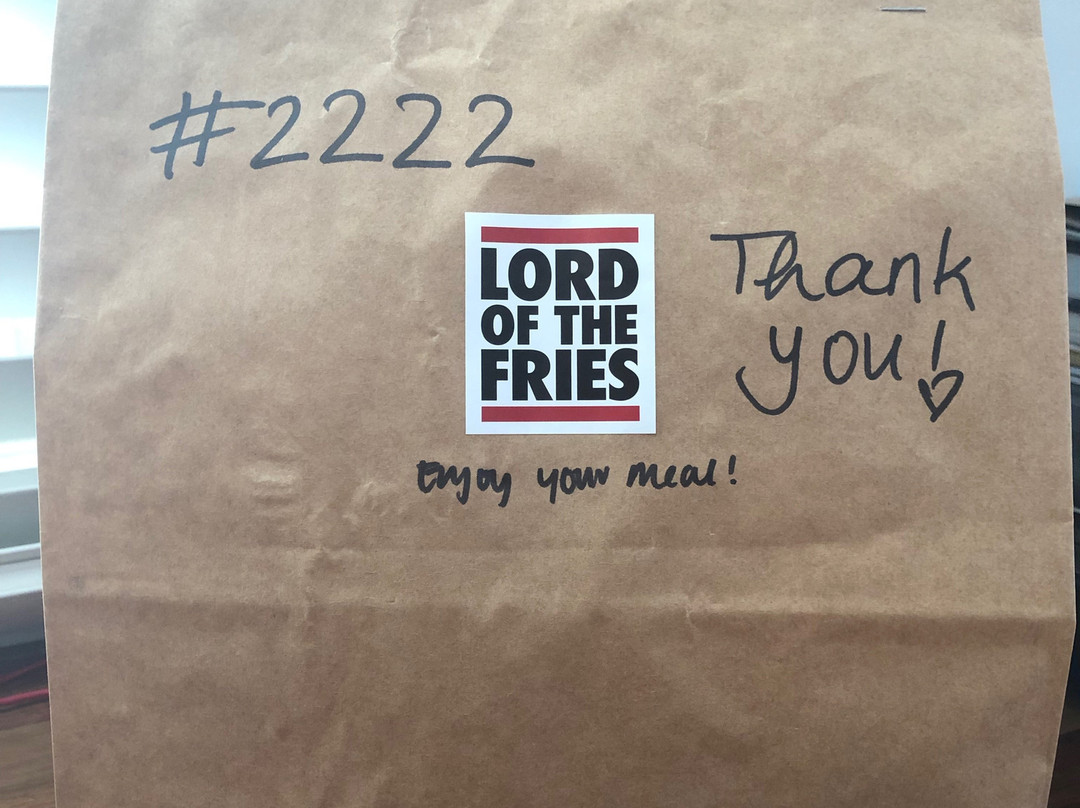 #2222
LORD
OF THE
FRIES
Thank
you!
Enjoy your meal!